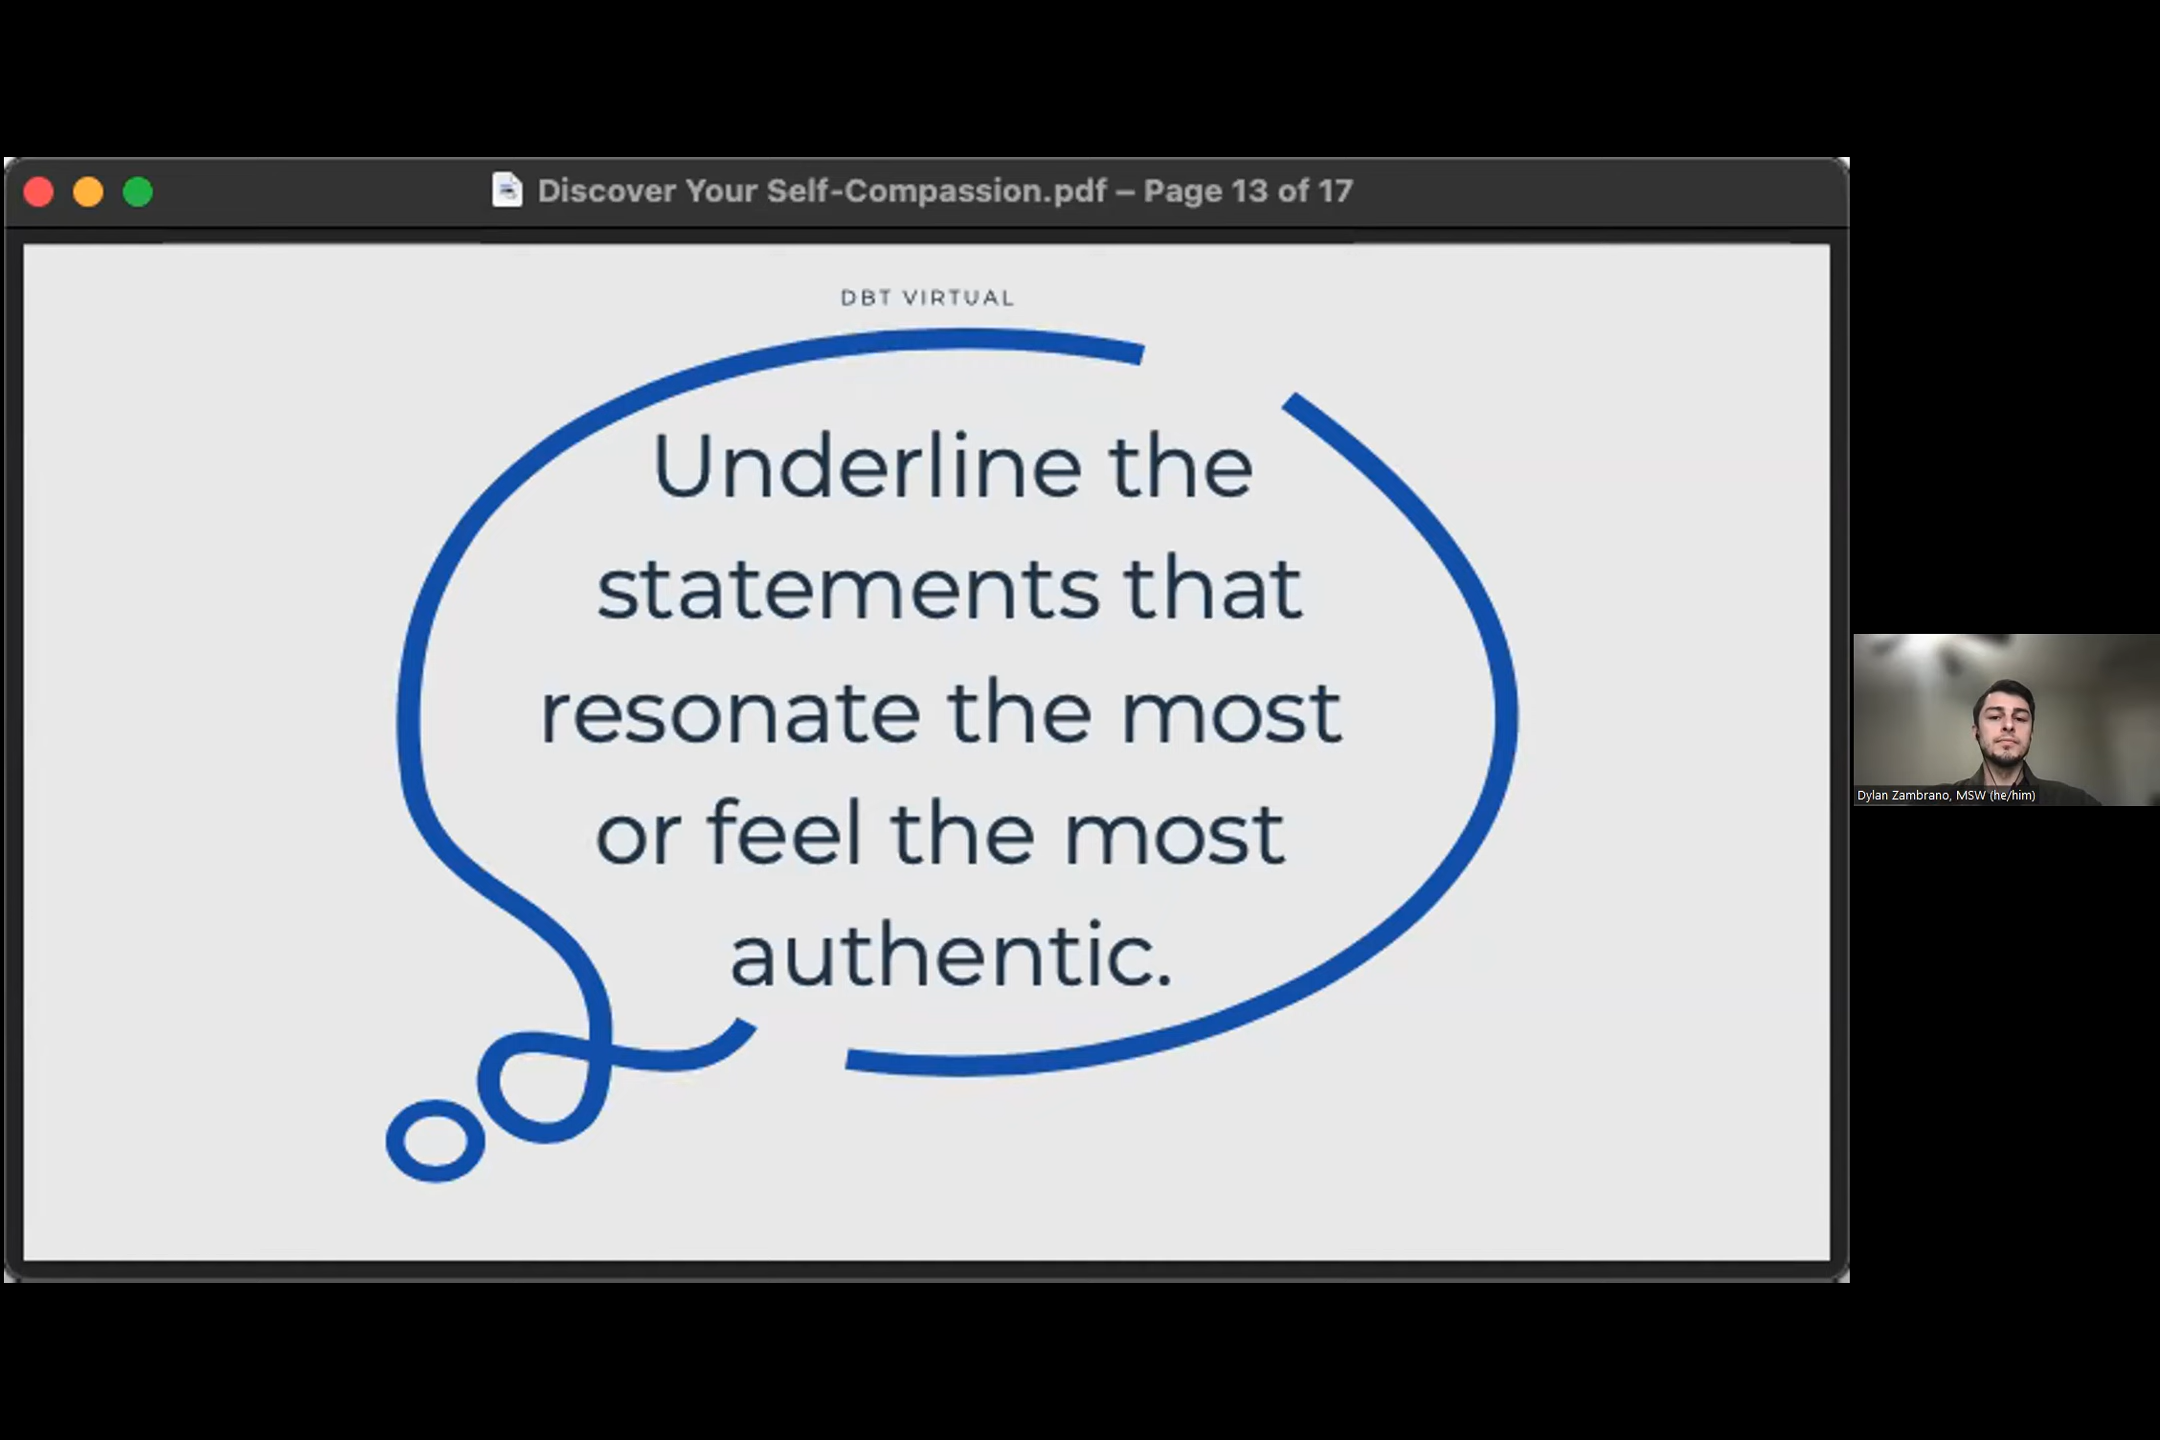 Discover Your Self-Compassion.pdf – Page 13 of 17
DBT VIRTUAL
Underline the
statements that
resonate the most
or feel the most
authentic.
Dylan Zambrano, MSW (he/him)